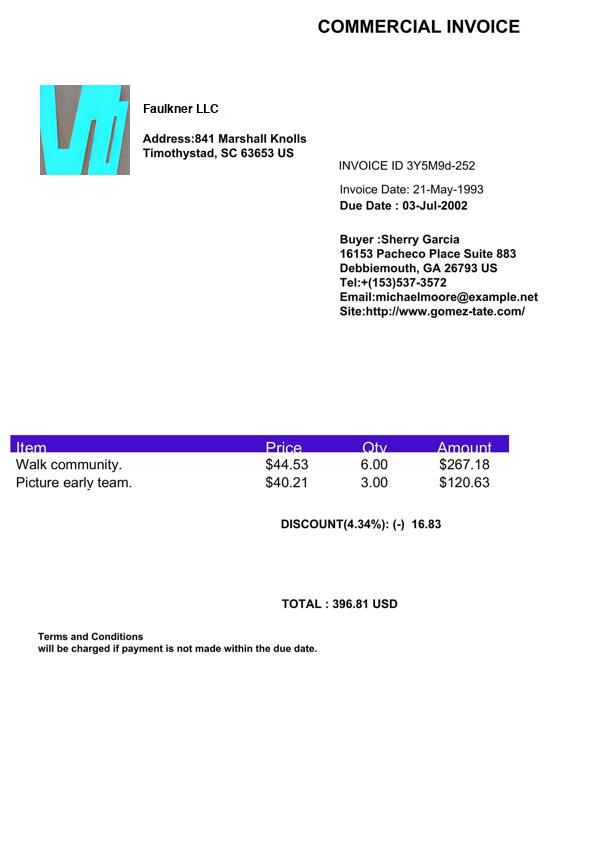 COMMERCIAL INVOICE
Faulkner LLC
Address:841 Marshall Knolls
Timothystad, SC 63653 US
INVOICE ID 3Y5M9d-252
Invoice Date: 21-May-1993
Due Date : 03-Jul-2002
Buyer :Sherry Garcia
16153 Pacheco Place Suite 883
Debbiemouth, GA 26793 US
Tel:+(153)537-3572
Email:michaelmoore@example.net
Site:http://www.gomez-tate.com/
Item Price Qty Amount
Walk community. $44.53 6.00 $267.18
Picture early team. $40.21 3.00 $120.63
DISCOUNT(4.34%): (-) 16.83
TOTAL : 396.81 USD
Terms and Conditions
will be charged if payment is not made within the due date.